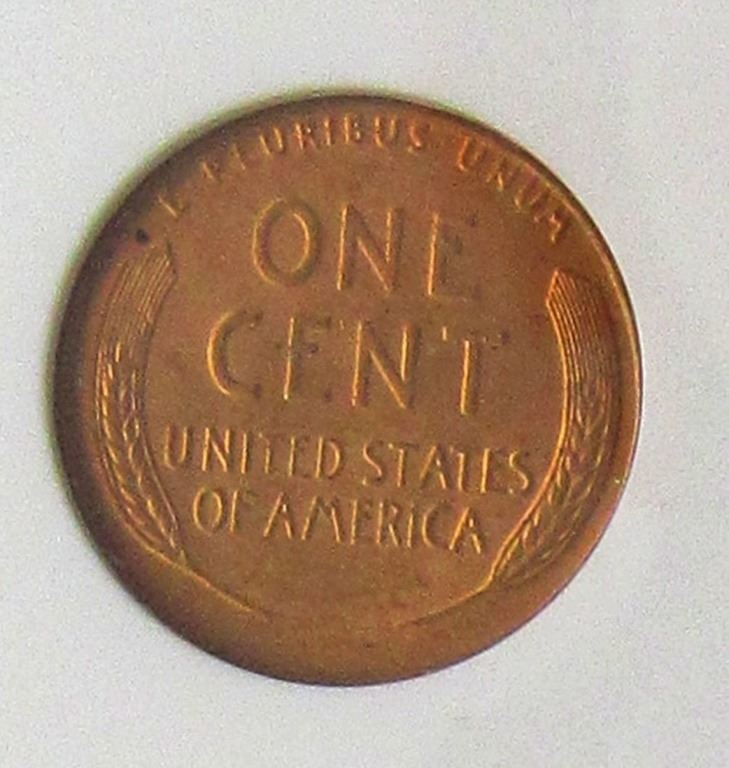 E PLURIBUS UNUM
ONE
CENT
UNITED STATES
OF AMERICA